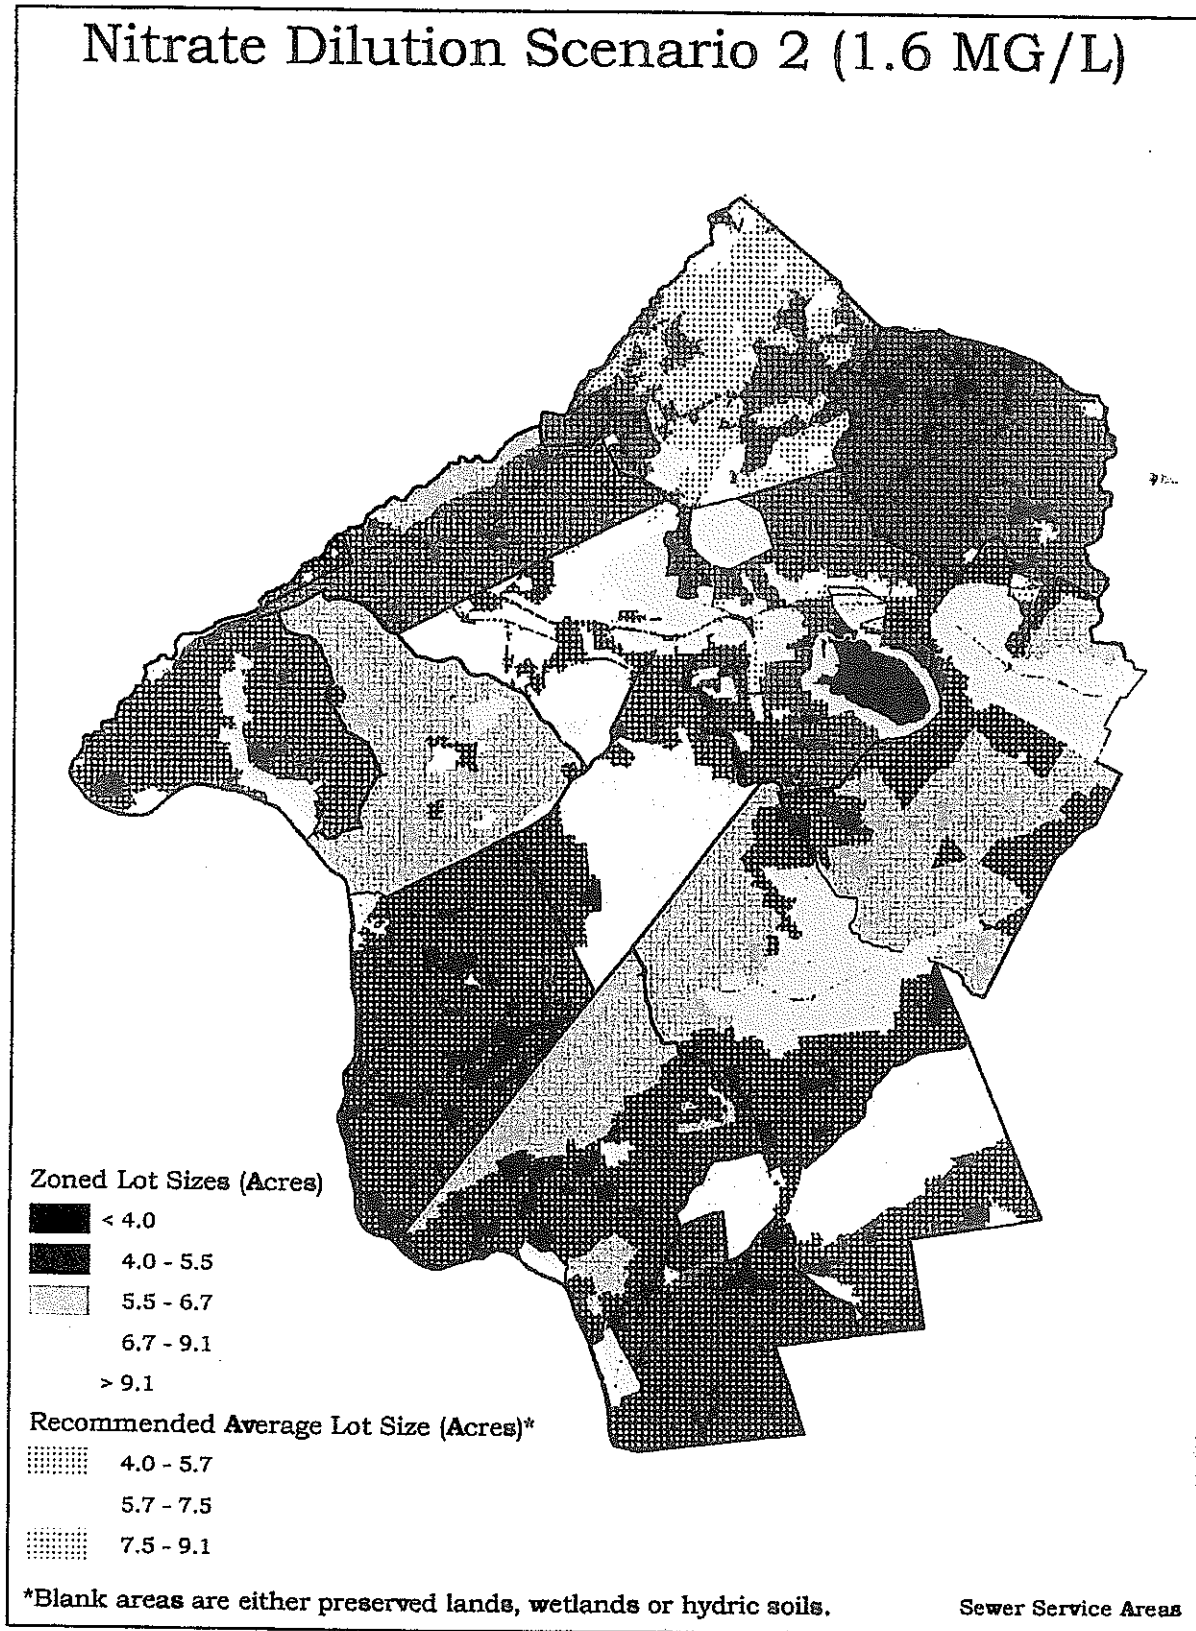 Nitrate Dilution Scenario 2 (1.6 MG/L)
Zoned Lot Sizes (Acres)
< 4.0
4.0 - 5.5
5.5 - 6.7
6.7 - 9.1
> 9.1
Recommended Average Lot Size (Acres)*
4.0 - 5.7
5.7 - 7.5
7.5 - 9.1
*Blank areas are either preserved lands, wetlands or hydric soils.
Sewer Service Areas